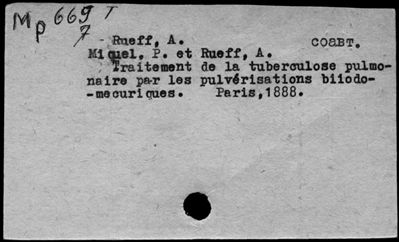 Mp 669 T
7
Rueff, A. СОАВТ.
Miquel, P. et Rueff, A.
Traitement de la tuberculose pulmo-
naire par les pulvérisations biiodo-
-mecuriques. Paris,1888.